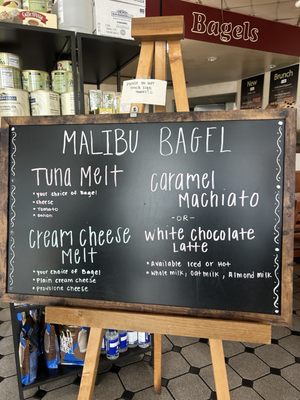 Bagels
Brunch
New
MALIBU BAGEL
Tuna Melt
• your choice of Bagel
• cheese
• Tomato
• onion
Cream Cheese
Melt
• your choice of Bagel
• Plain cream cheese
• provolone cheese
Caramel
Machiato
-OR-
White Chocolate
Latte
• Available Iced or Hot
• Whole milk, Oat milk, Almond milk